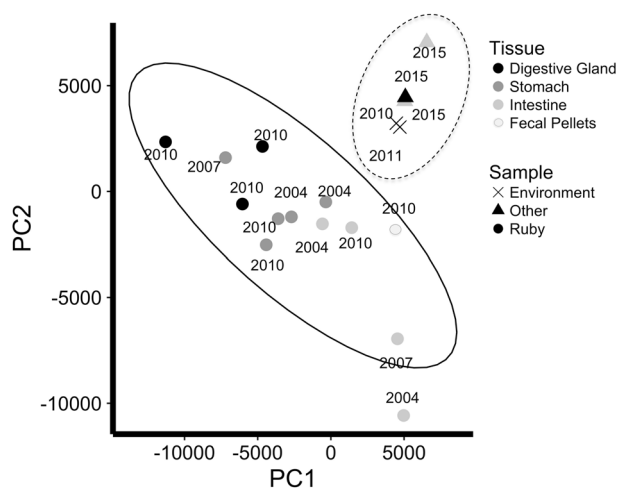 Tissue
Digestive Gland
Stomach
Intestine
Fecal Pellets
Sample
Environment
Other
Ruby
PC2
5000
0
-5000
-10000
2015
2015
2010 2015
2011
2010
2010
2007
2010 2004 2004
2010
2010
2004 2010
2010
2007
2004
-10000 -5000 0 5000
PC1